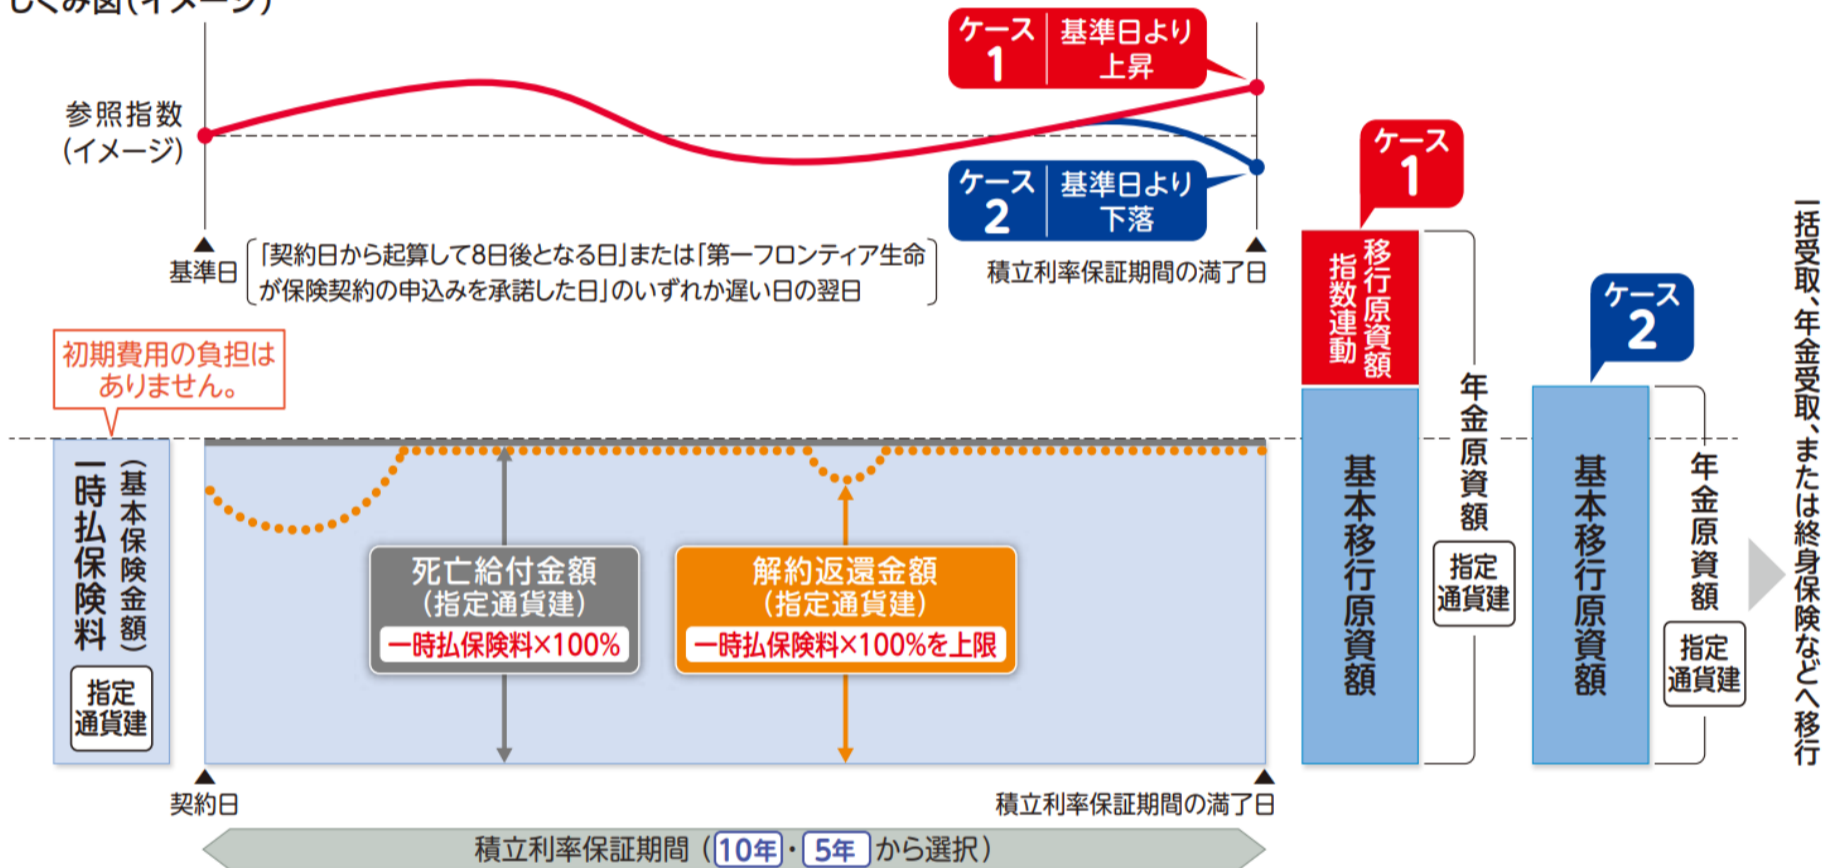 しくみ図(イメージ)
ケース1 基準日より上昇
参照指数
(イメージ)
ケース2 基準日より下落
基準日
「契約日から起算して8日後となる日」または「第一フロンティア生命
が保険契約の申込みを承諾した日」のいずれか遅い日の翌日
積立利率保証期間の満了日
初期費用の負担は
ありません。
一時払保険料
(基本保険金額)
指定
通貨建
死亡給付金額
(指定通貨建)
一時払保険料×100%
解約返還金額
(指定通貨建)
一時払保険料×100%を上限
契約日
積立利率保証期間の満了日
積立利率保証期間 (10年・5年から選択)
ケース
1
指数連動
移行原資額
基本移行原資額
年金原資額
指定
通貨建
ケース
2
基本移行原資額
年金原資額
指定
通貨建
一括受取、年金受取、または終身保険などへ移行